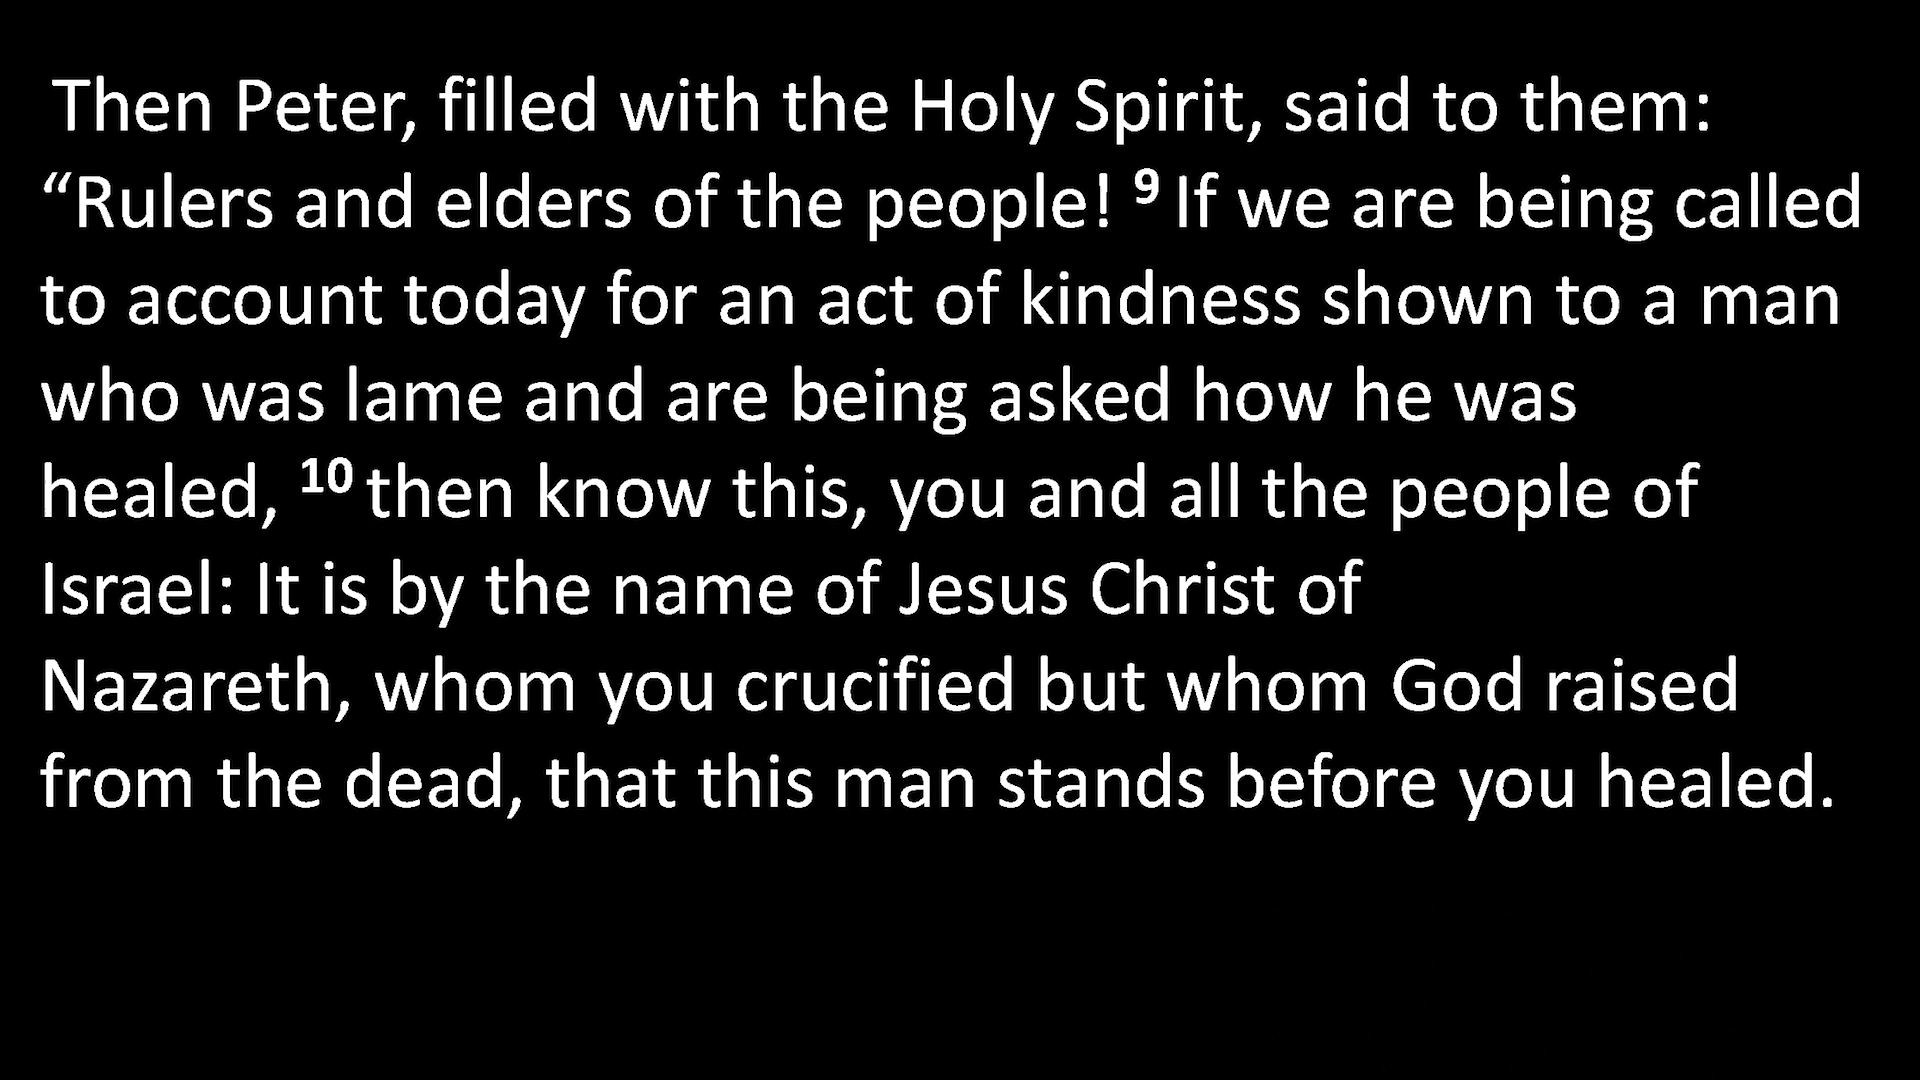 Then Peter, filled with the Holy Spirit, said to them:
“Rulers and elders of the people! 9 If we are being called
to account today for an act of kindness shown to a man
who was lame and are being asked how he was
healed, 10 then know this, you and all the people of
Israel: It is by the name of Jesus Christ of
Nazareth, whom you crucified but whom God raised
from the dead, that this man stands before you healed.